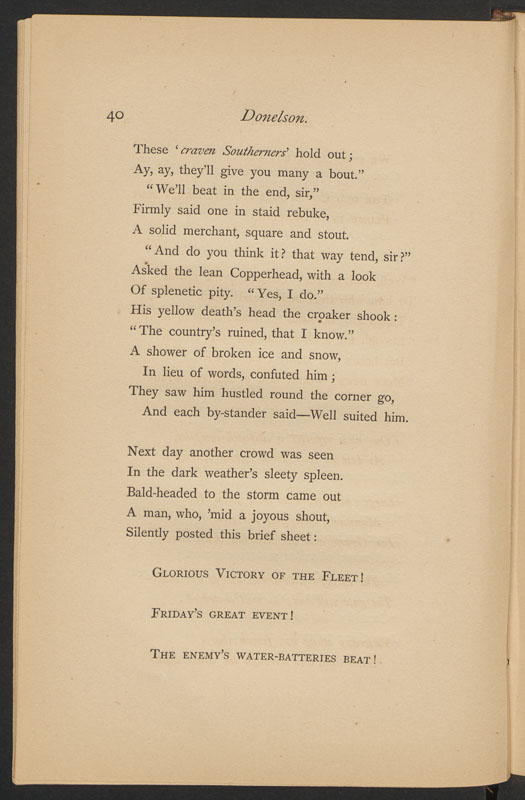 40
Donelson.
These ‘craven Southerners’ hold out;
Ay, ay, they’ll give you many a bout.”
“We’ll beat in the end, sir,”
Firmly said one in staid rebuke,
A solid merchant, square and stout.
“And do you think it? that way tend, sir?”
Asked the lean Copperhead, with a look
Of splenetic pity. “Yes, I do.”
His yellow death’s head the croaker shook:
“The country’s ruined, that I know.”
A shower of broken ice and snow,
In lieu of words, confuted him;
They saw him hustled round the corner go,
And each by-stander said—Well suited him.
Next day another crowd was seen
In the dark weather’s sleety spleen.
Bald-headed to the storm came out
A man, who, ’mid a joyous shout,
Silently posted this brief sheet:
Glorious Victory of the Fleet!
Friday’s great event!
The enemy’s water-batteries beat!